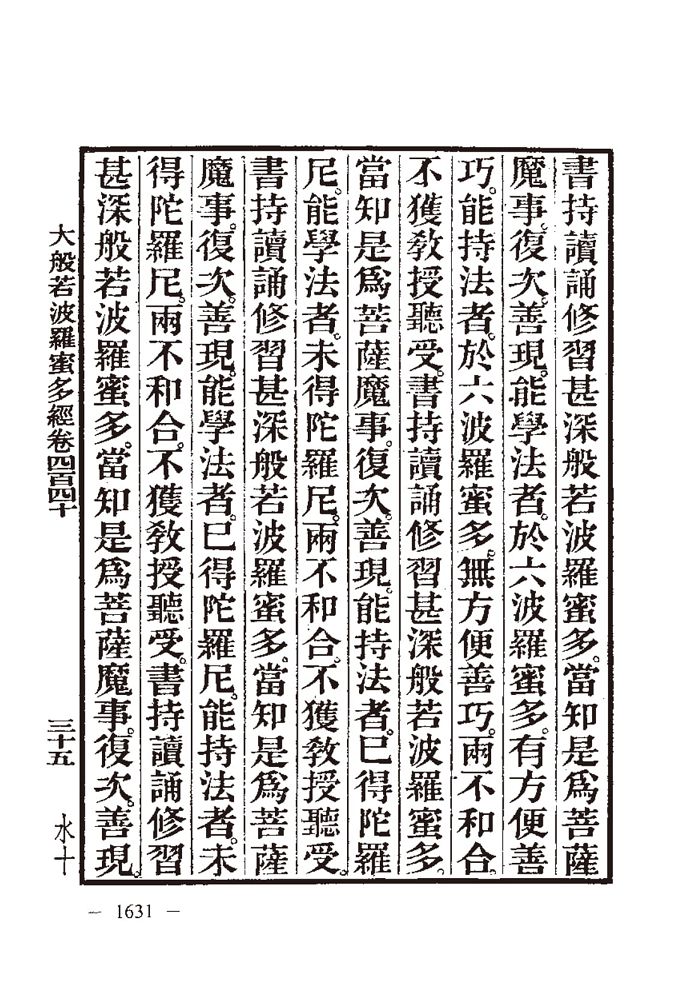 書持讀誦修習甚深般若波羅蜜多。當知是爲菩薩
魔事。復次。善現。能學法者。於六波羅蜜多。有方便善
巧。能持法者。於六波羅蜜多。無方便善巧。兩不和合。
不獲敎授聽受。書持讀誦修習甚深般若波羅蜜多。
當知是爲菩薩魔事。復次。善現。能持法者。已得陀羅
尼。能學法者。未得陀羅尼。兩不和合。不獲敎授聽受。
書持讀誦修習甚深般若波羅蜜多。當知是爲菩薩
魔事。復次。善現。能學法者。已得陀羅尼。能持法者。未
得陀羅尼。兩不和合。不獲敎授聽受。書持讀誦修習
甚深般若波羅蜜多。當知是爲菩薩魔事。復次。善現。
大般若波羅蜜多經卷四百四十 三十五 水十
— 1631 —